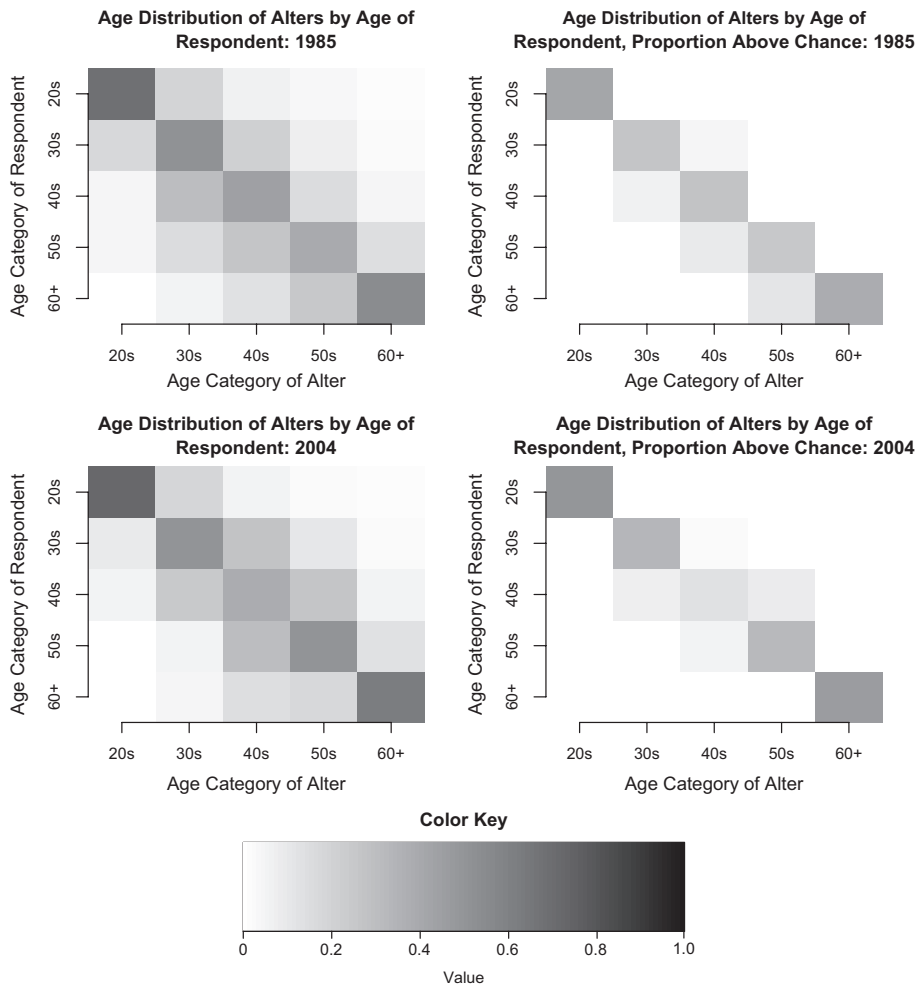 Age Distribution of Alters by Age of
Respondent: 1985
Age Category of Respondent
20s
30s
40s
50s
60+
20s 30s 40s 50s 60+
Age Category of Alter
Age Distribution of Alters by Age of
Respondent, Proportion Above Chance: 1985
Age Category of Respondent
20s
30s
40s
50s
60+
20s 30s 40s 50s 60+
Age Category of Alter
Age Distribution of Alters by Age of
Respondent: 2004
Age Category of Respondent
20s
30s
40s
50s
60+
20s 30s 40s 50s 60+
Age Category of Alter
Age Distribution of Alters by Age of
Respondent, Proportion Above Chance: 2004
Age Category of Respondent
20s
30s
40s
50s
60+
20s 30s 40s 50s 60+
Age Category of Alter
Color Key
0 0.2 0.4 0.6 0.8 1.0
Value